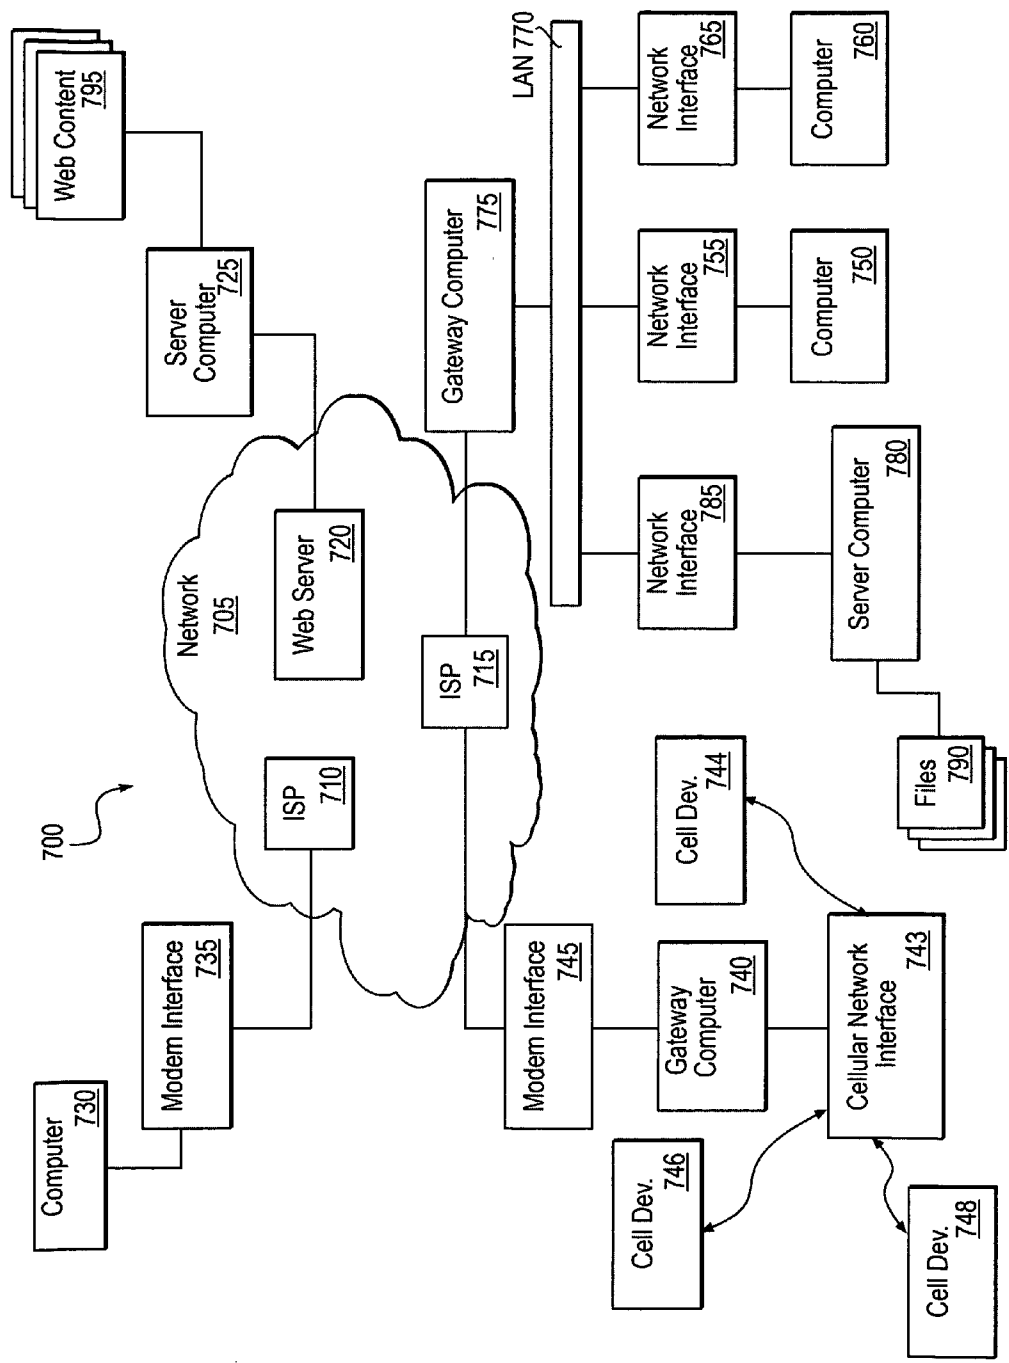 700
Web Content
795
Server
Computer
725
Network
705
Web Server
720
ISP
710
ISP
715
Computer
730
Modem Interface
735
Modem Interface
745
Gateway
Computer
740
Cellular Network
Interface
743
Cell Dev.
744
Cell Dev.
746
Cell Dev.
748
Gateway Computer
775
LAN 770
Network
Interface
785
Network
Interface
755
Network
Interface
765
Server Computer
780
Computer
750
Computer
760
Files
790